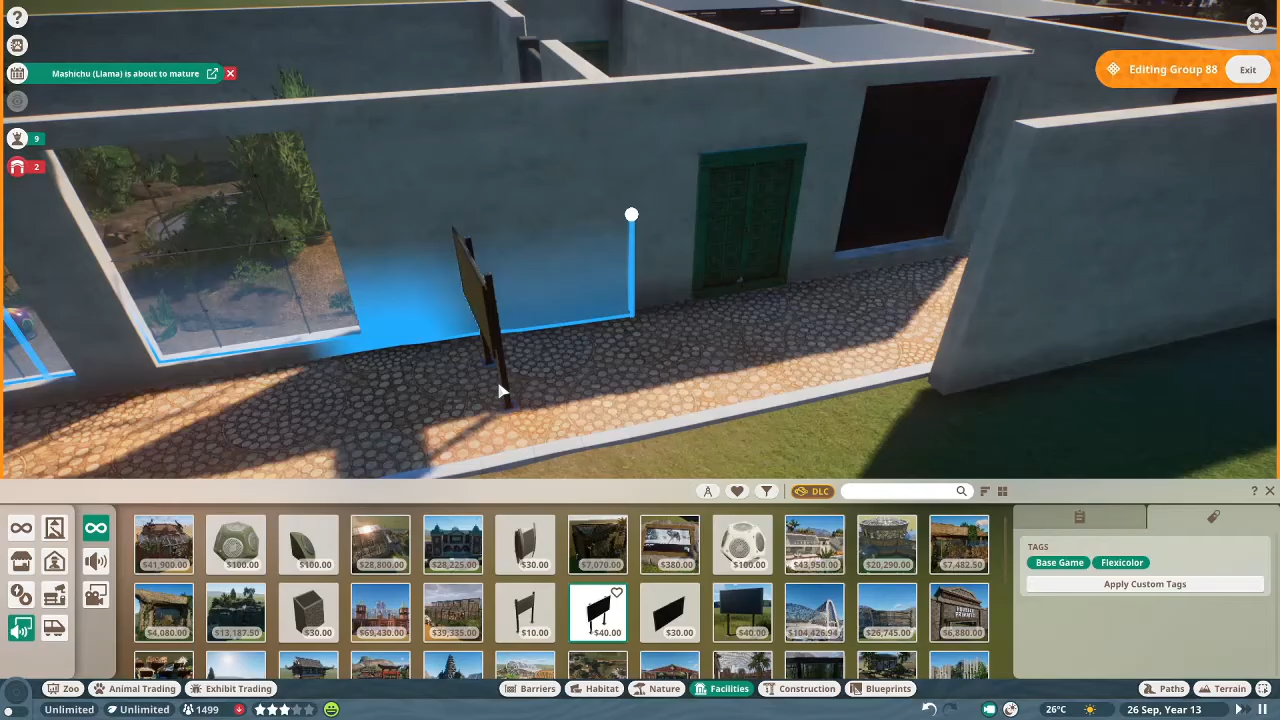 ?
Mashichu (Llama) is about to mature
Editing Group 88
Exit
9
2
DLC
?
$41,900.00
$100.00
$100.00
$28,800.00
$28,225.00
$30.00
$7,070.00
$380.00
$100.00
$43,950.00
$20,290.00
$7,482.50
TAGS
Base Game
Flexicolor
Apply Custom Tags
$4,080.00
$13,187.50
$30.00
$69,430.00
$39,335.00
$10.00
$40.00
$30.00
$40.00
$104,426.94
$26,745.00
$6,880.00
Zoo
Animal Trading
Exhibit Trading
Barriers
Habitat
Nature
Facilities
Construction
Blueprints
Paths
Terrain
Unlimited
Unlimited
1499
26°C
26 Sep, Year 13